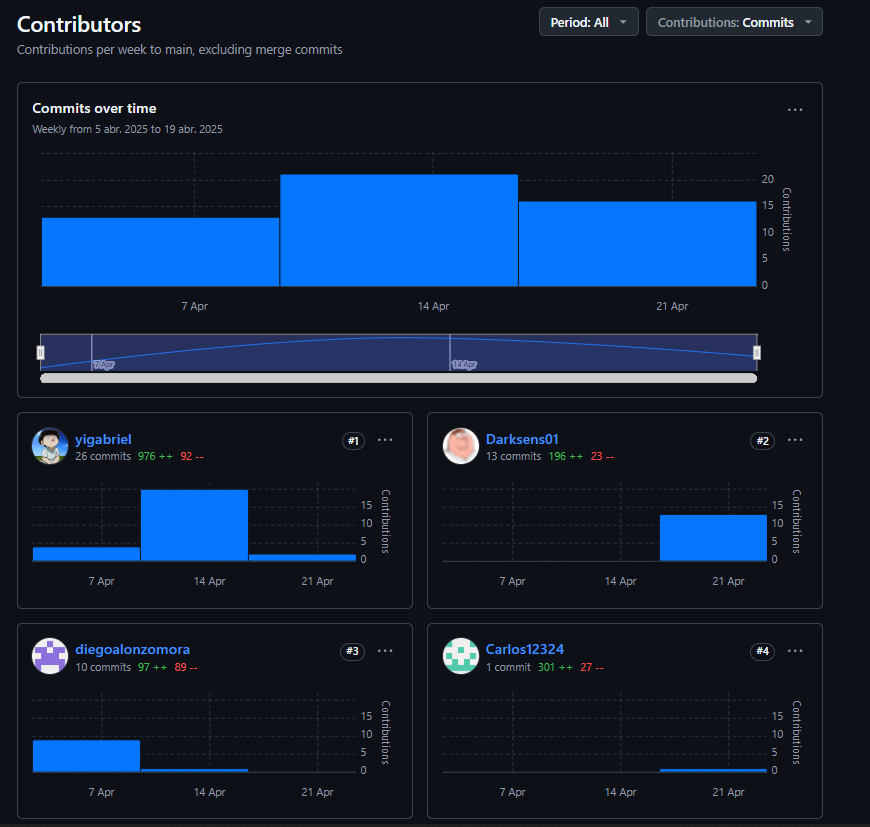 Contributors
Period: All
Contributions: Commits
Contributions per week to main, excluding merge commits
Commits over time
Weekly from 5 abr. 2025 to 19 abr. 2025
20
15
10
5
0
Contributions
7 Apr
14 Apr
21 Apr
7 Apr
14 Apr
yigabriel
#1
26 commits 976 ++ 92 --
15
10
5
0
Contributions
7 Apr
14 Apr
21 Apr
Darksens01
#2
13 commits 196 ++ 23 --
15
10
5
0
Contributions
7 Apr
14 Apr
21 Apr
diegoalonzomora
#3
10 commits 97 ++ 89 --
15
10
5
0
Contributions
7 Apr
14 Apr
21 Apr
Carlos12324
#4
1 commit 301 ++ 27 --
15
10
5
0
Contributions
7 Apr
14 Apr
21 Apr